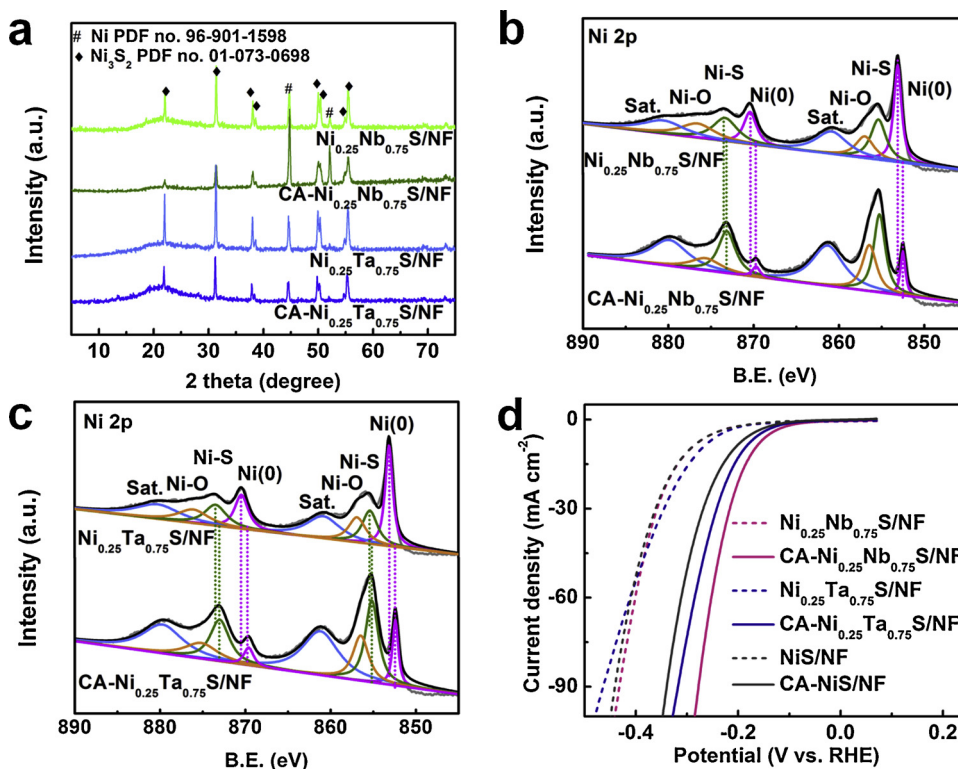 a
# Ni PDF no. 96-901-1598
♦ Ni₃S₂ PDF no. 01-073-0698
#
#
Ni₀.₂₅Nb₀.₇₅S/NF
CA-Ni₀.₂₅Nb₀.₇₅S/NF
Ni₀.₂₅Ta₀.₇₅S/NF
CA-Ni₀.₂₅Ta₀.₇₅S/NF
Intensity (a.u.)
10 20 30 40 50 60 70
2 theta (degree)
b
Ni 2p
Ni-S
Ni-S
Ni-O
Ni(0)
Ni-O
Ni(0)
Sat.
Sat.
Ni₀.₂₅Nb₀.₇₅S/NF
CA-Ni₀.₂₅Nb₀.₇₅S/NF
Intensity (a.u.)
890 880 870 860 850
B.E. (eV)
c
Ni 2p
Ni(0)
Ni-S
Ni(0)
Ni-S
Ni-O
Ni-O
Sat.
Sat.
Ni₀.₂₅Ta₀.₇₅S/NF
CA-Ni₀.₂₅Ta₀.₇₅S/NF
Intensity (a.u.)
890 880 870 860 850
B.E. (eV)
d
0
-30
-60
-90
Current density (mA cm⁻²)
Ni₀.₂₅Nb₀.₇₅S/NF
CA-Ni₀.₂₅Nb₀.₇₅S/NF
Ni₀.₂₅Ta₀.₇₅S/NF
CA-Ni₀.₂₅Ta₀.₇₅S/NF
NiS/NF
CA-NiS/NF
-0.4 -0.2 0.0 0.2
Potential (V vs. RHE)